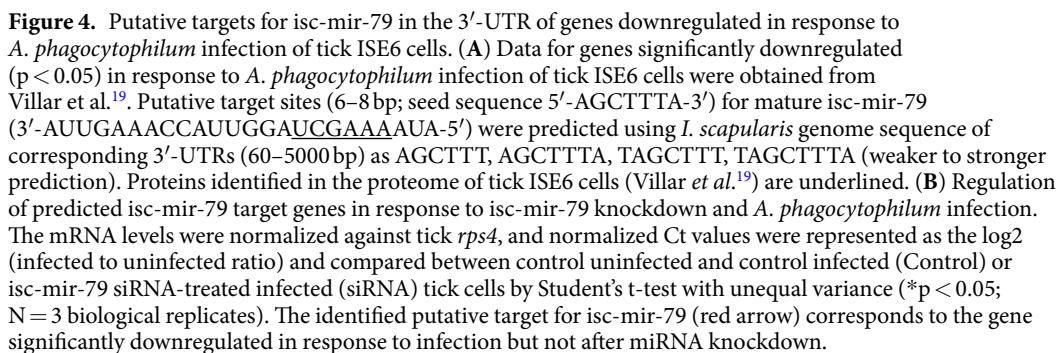 Figure 4. Putative targets for isc-mir-79 in the 3′-UTR of genes downregulated in response to
A. phagocytophilum infection of tick ISE6 cells. (A) Data for genes significantly downregulated
(p < 0.05) in response to A. phagocytophilum infection of tick ISE6 cells were obtained from
Villar et al.19. Putative target sites (6–8 bp; seed sequence 5′-AGCTTTA-3′) for mature isc-mir-79
(3′-AUUGAAACCAUUGGAUCGAAAAUA-5′) were predicted using I. scapularis genome sequence of
corresponding 3′-UTRs (60–5000 bp) as AGCTTT, AGCTTTA, TAGCTTT, TAGCTTTA (weaker to stronger
prediction). Proteins identified in the proteome of tick ISE6 cells (Villar et al.19) are underlined. (B) Regulation
of predicted isc-mir-79 target genes in response to isc-mir-79 knockdown and A. phagocytophilum infection.
The mRNA levels were normalized against tick rps4, and normalized Ct values were represented as the log2
(infected to uninfected ratio) and compared between control uninfected and control infected (Control) or
isc-mir-79 siRNA-treated infected (siRNA) tick cells by Student's t-test with unequal variance (*p < 0.05;
N = 3 biological replicates). The identified putative target for isc-mir-79 (red arrow) corresponds to the gene
significantly downregulated in response to infection but not after miRNA knockdown.